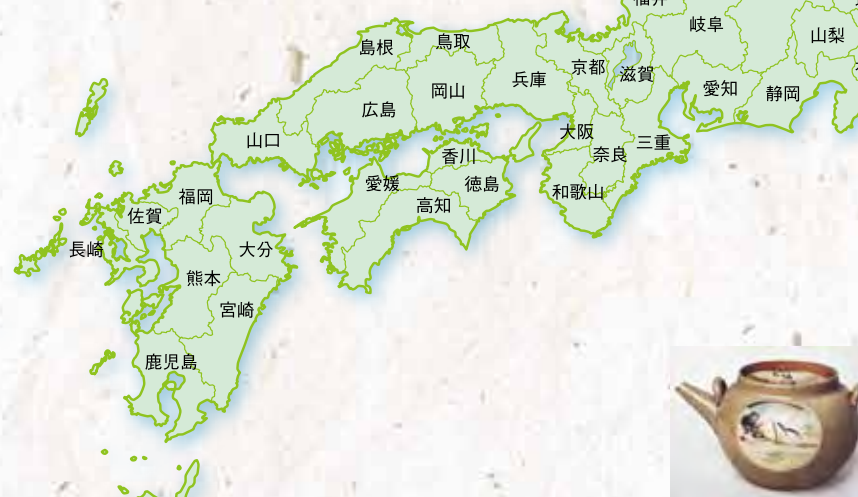 福井
岐阜
山梨
島根
鳥取
兵庫
京都
滋賀
愛知
静岡
岡山
広島
山口
大阪
奈良
三重
和歌山
香川
徳島
愛媛
高知
福岡
佐賀
長崎
大分
熊本
宮崎
鹿児島